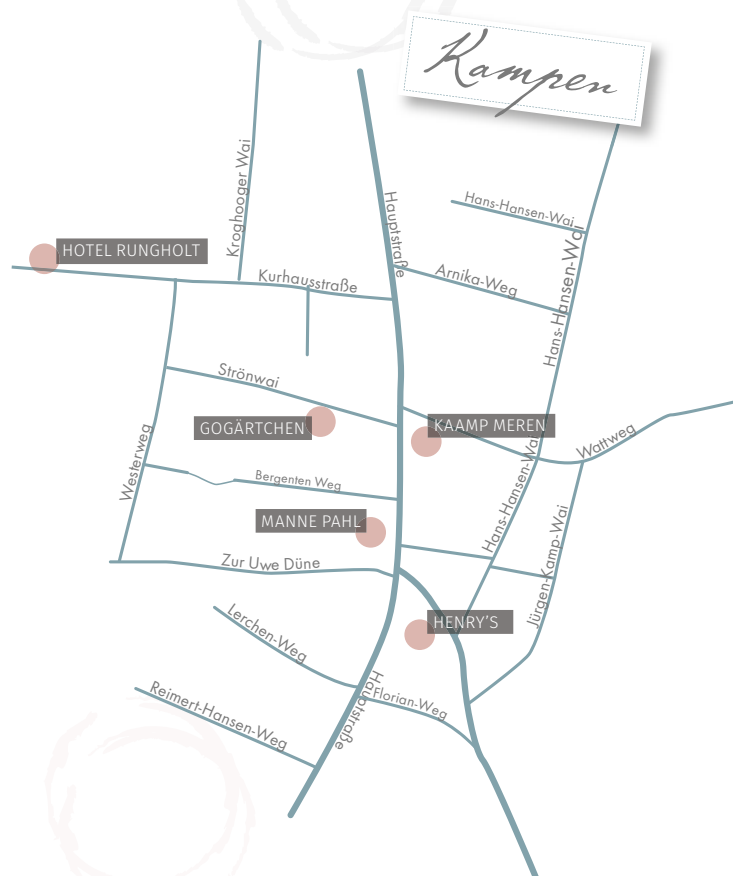 Kampen
Kroghooger Wai
Hauptstraße
Hans-Hansen-Wai
Hans-Hansen-Wai
HOTEL RUNGHOLT
Kurhausstraße
Arnika-Weg
Strönwai
GOGÄRTCHEN
KAAMP MEREN
Wattweg
Westerweg
Bergenten Weg
Hans-Hansen-Wai
MANNE PAHL
Jürgen-Kamp-Wai
Zur Uwe Düne
HENRY'S
Lerchen-Weg
Hauptstraße
Florian-Weg
Reimert-Hansen-Weg